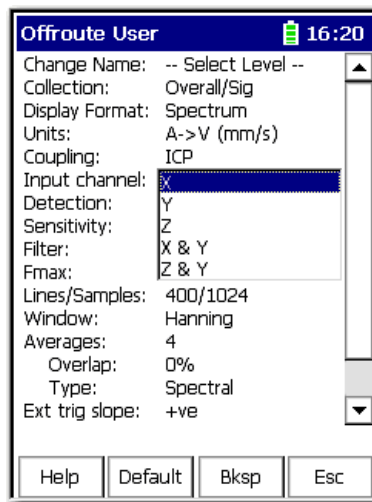 Offroute User 16:20
Change Name: -- Select Level --
Collection: Overall/Sig
Display Format: Spectrum
Units: A->V (mm/s)
Coupling: ICP
Input channel: X
Detection: Y
Sensitivity: Z
Filter: X & Y
Fmax: Z & Y
Lines/Samples: 400/1024
Window: Hanning
Averages: 4
Overlap: 0%
Type: Spectral
Ext trig slope: +ve
Help Default Bksp Esc